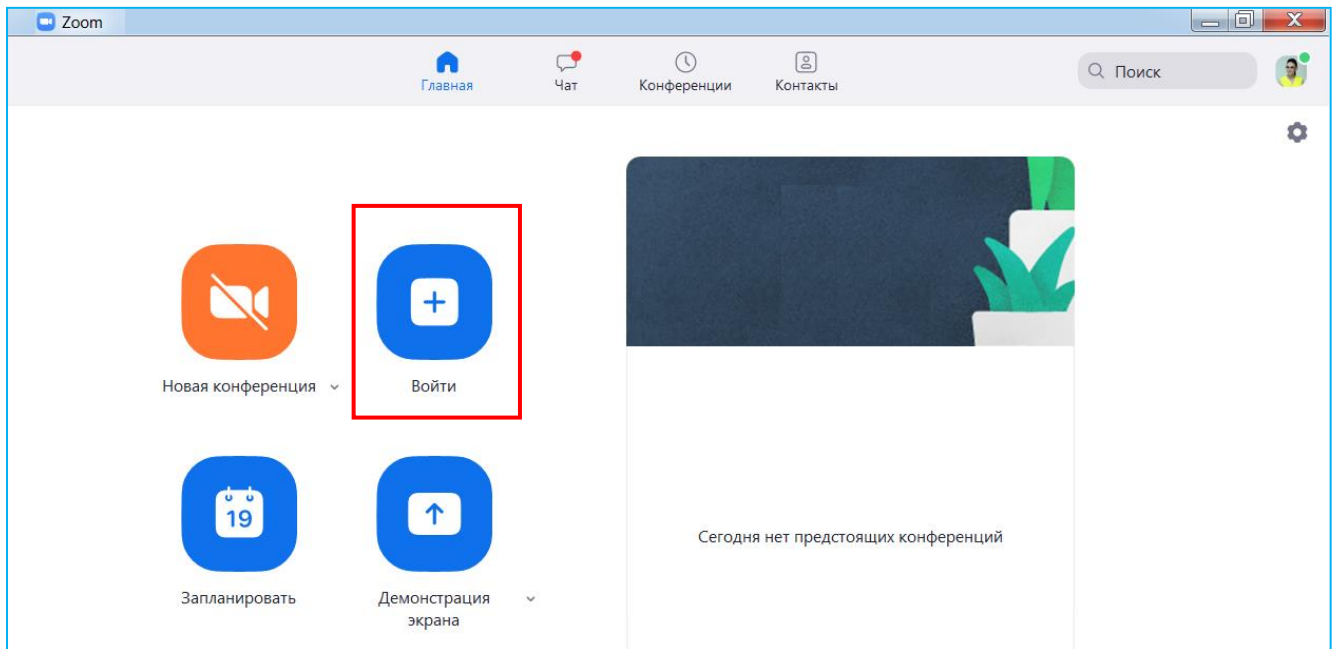 Zoom
Главная
Чат
Конференции
Контакты
Поиск
Новая конференция
Войти
19
Запланировать
Демонстрация
экрана
Сегодня нет предстоящих конференций